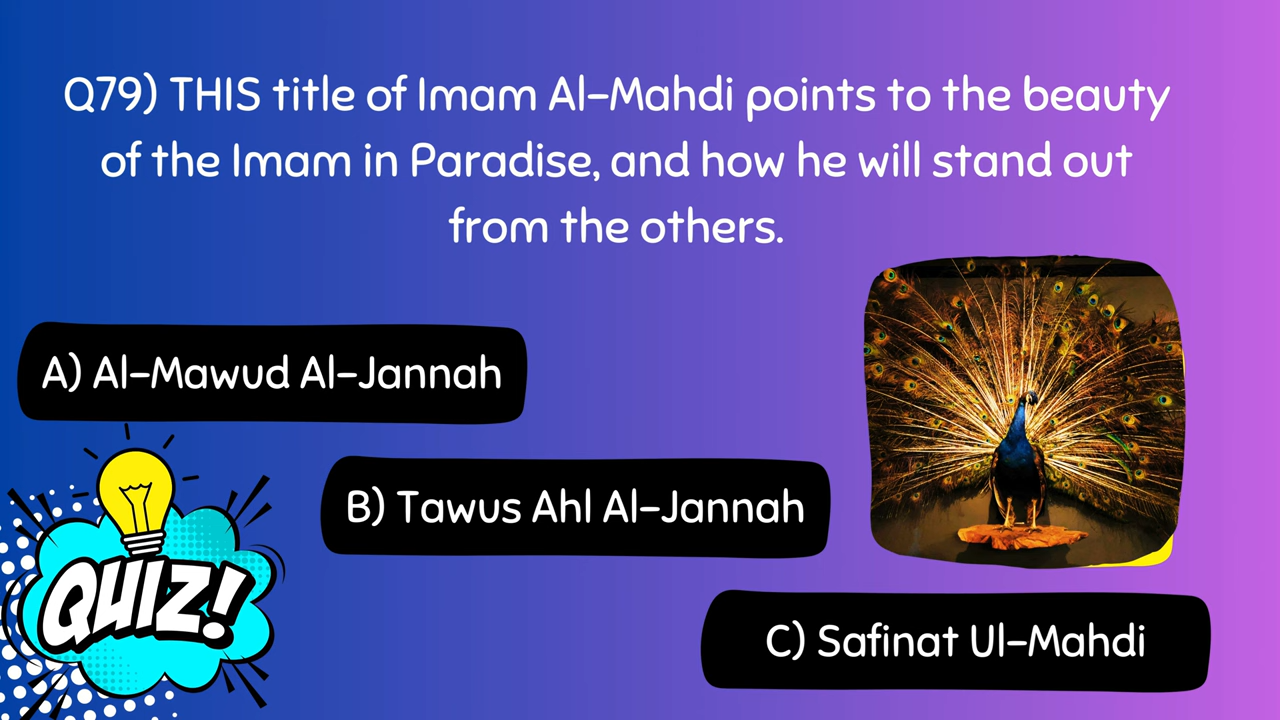 Q79) THIS title of Imam Al-Mahdi points to the beauty
of the Imam in Paradise, and how he will stand out
from the others.
A) Al-Mawud Al-Jannah
B) Tawus Ahl Al-Jannah
QUIZ!
C) Safinat Ul-Mahdi